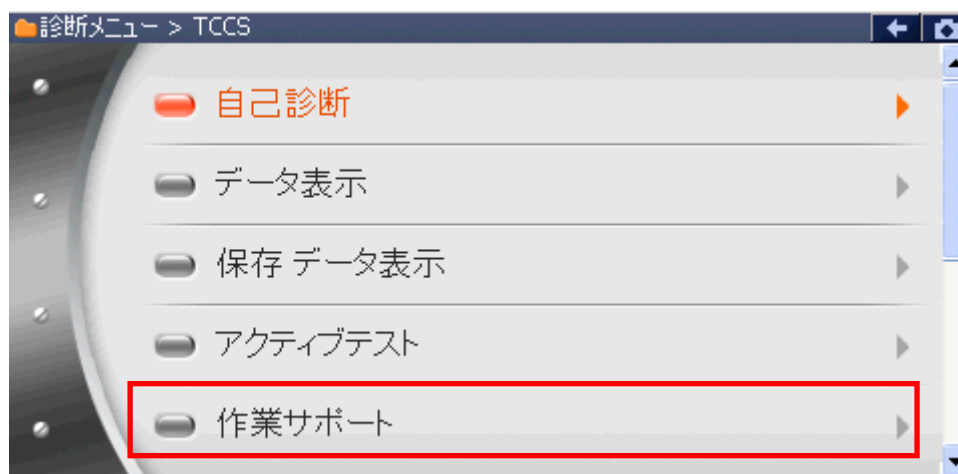 診断メニュー > TCCS
自己診断
データ表示
保存 データ表示
アクティブテスト
作業サポート